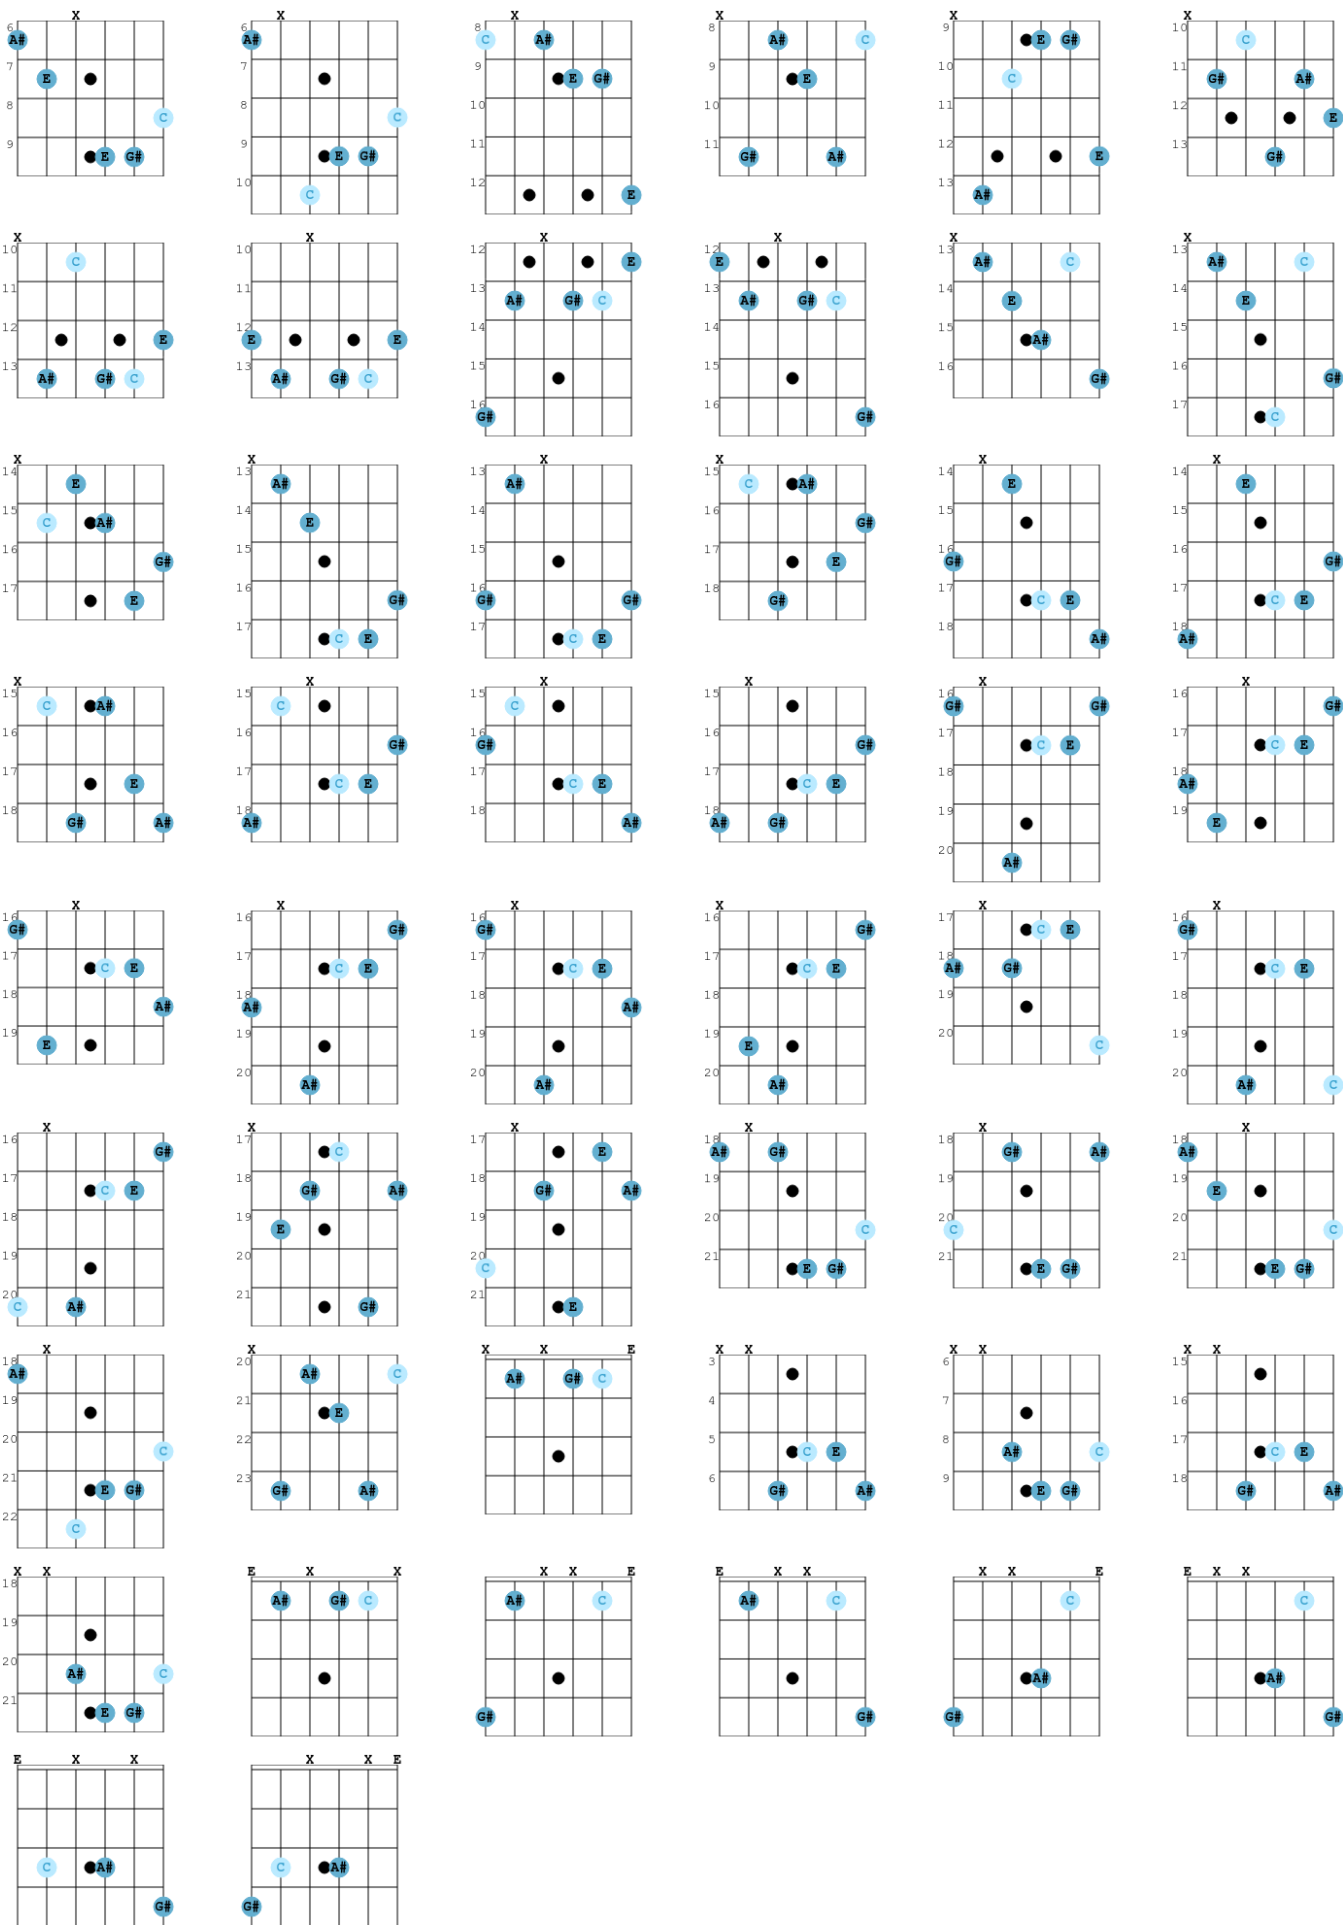 X
6
A#
7 E
8 C
9 E G#
X
6
A#
7
8 C
9 E G#
10 C
X
8
C A#
9 E G#
10
11
12 E
X
8 A# C
9 E
10
11 G# A#
X
9 E G#
10 C
11
12 E
13 A#
X
10 C
11 G# A#
12 E
13 G#
X
10 C
11
12 E
13 A# G# C
X
10
11
12
E E
13 A# G# C
X
12 E
13 A# G# C
14
15
16
G#
X
12
E
13 A# G# C
14
15
16 G#
X
13 A# C
14 E
15 A#
16 G#
X
13 A# C
14 E
15
16 G#
17 C
X
14 E
15 C A#
16 G#
17 E
X
13 A#
14 E
15
16 G#
17 C E
X
13 A#
14
15
16
G# G#
17 C E
X
15 C A#
16 G#
17 E
18 G#
X
14 E
15
16
G#
17 C E
18 A#
X
14 E
15
16 G#
17 C E
18
A#
X
15 C A#
16
17 E
18 G# A#
X
15 C
16 G#
17 C E
18
A#
X
15 C
16
G#
17 C E
18 A#
X
15
16 G#
17 C E
18
A# G#
X
16
G# G#
17 C E
18
19
20 A#
X
16 G#
17 C E
18
A#
19 E
X
16
G#
17 C E
18 A#
19 E
X
16 G#
17 C E
18
A#
19
20 A#
X
16
G#
17 C E
18 A#
19
20 A#
X
16 G#
17 C E
18
19 E
20 A#
X
17 C E
18
A# G#
19
20 C
X
16
G#
17 C E
18
19
20 A# C
X
16 G#
17 C E
18
19
20
C A#
X
17 C
18 G# A#
19 E
20
21 G#
X
17 E
18 G# A#
19
20
C
21 E
X
18
A# G#
19
20 C
21 E G#
X
18 G# A#
19
20
C
21 E G#
X
18
A#
19 E
20 C
21 E G#
X
18
A#
19
20 C
21 E G#
22 C
X
20 A# C
21 E
22
23 G# A#
X X E
A# G# C
X X
3
4
5 C E
6 G# A#
X X
6
7
8 A# C
9 E G#
X X
15
16
17 C E
18 G# A#
X X
18
19
20 A# C
21 E G#
E X X
A# G# C
X X E
A# C
G#
E X X
A# C
G#
X X E
C
A#
G#
E X X
C
A#
G#
E X X
C A#
G#
X X E
C A#
G#